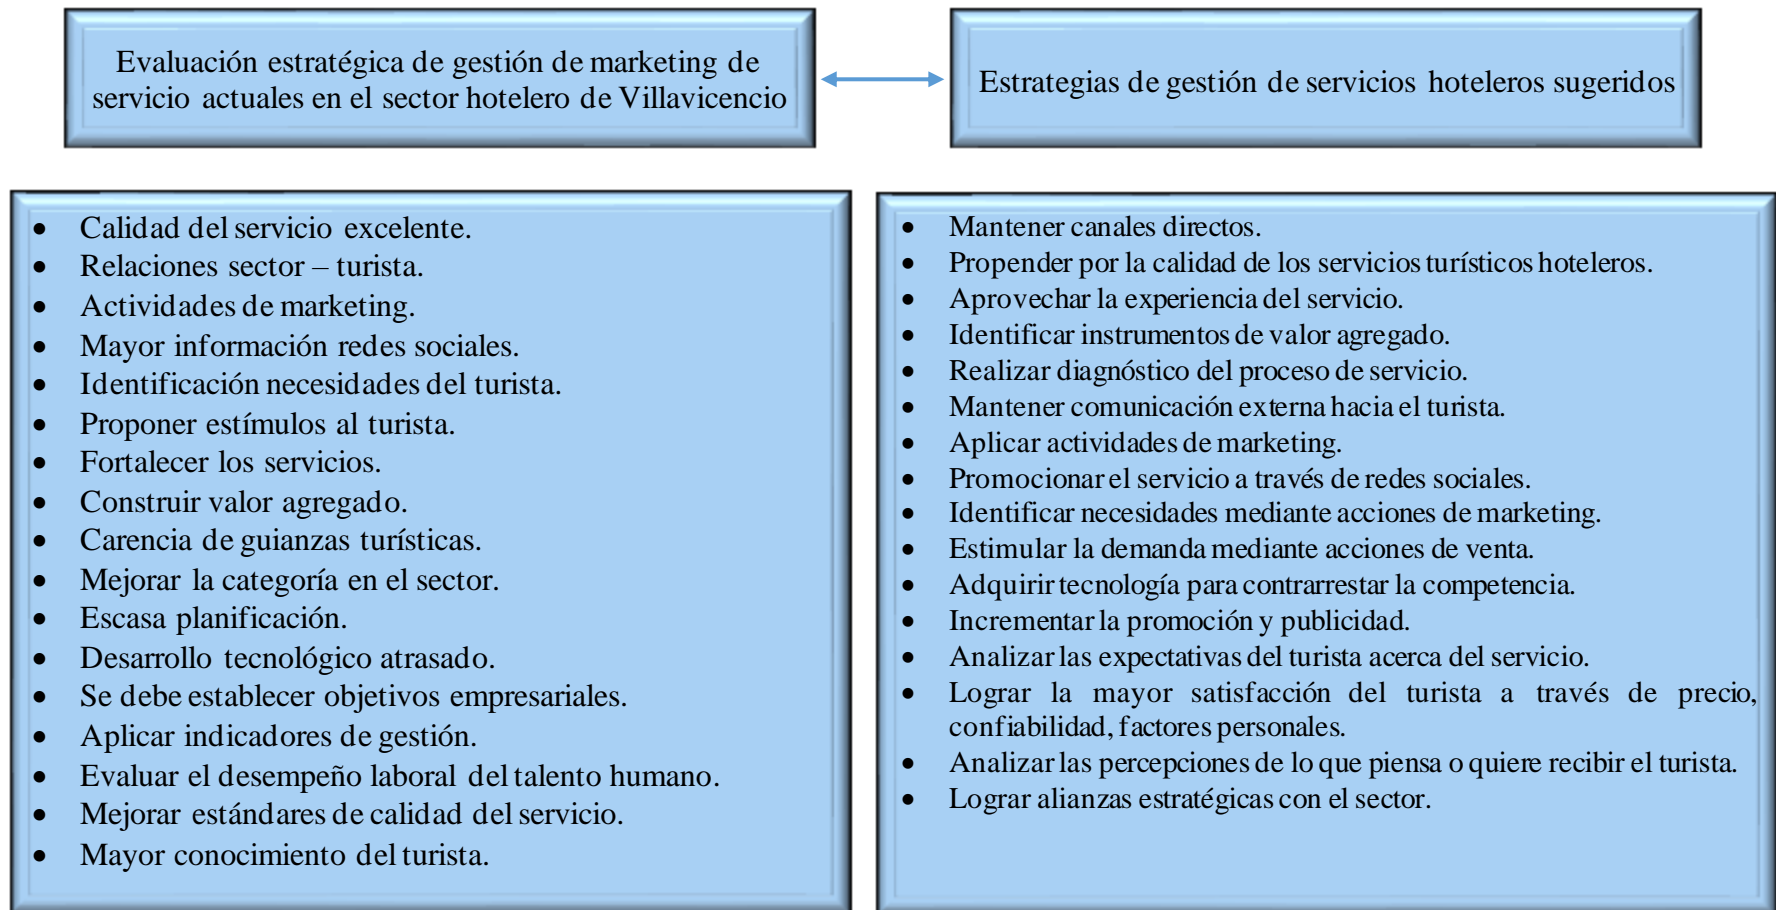 Evaluación estratégica de gestión de marketing de
servicio actuales en el sector hotelero de Villavicencio
Estrategias de gestión de servicios hoteleros sugeridos
• Calidad del servicio excelente.
• Relaciones sector – turista.
• Actividades de marketing.
• Mayor información redes sociales.
• Identificación necesidades del turista.
• Proponer estímulos al turista.
• Fortalecer los servicios.
• Construir valor agregado.
• Carencia de guianzas turísticas.
• Mejorar la categoría en el sector.
• Escasa planificación.
• Desarrollo tecnológico atrasado.
• Se debe establecer objetivos empresariales.
• Aplicar indicadores de gestión.
• Evaluar el desempeño laboral del talento humano.
• Mejorar estándares de calidad del servicio.
• Mayor conocimiento del turista.
• Mantener canales directos.
• Propender por la calidad de los servicios turísticos hoteleros.
• Aprovechar la experiencia del servicio.
• Identificar instrumentos de valor agregado.
• Realizar diagnóstico del proceso de servicio.
• Mantener comunicación externa hacia el turista.
• Aplicar actividades de marketing.
• Promocionar el servicio a través de redes sociales.
• Identificar necesidades mediante acciones de marketing.
• Estimular la demanda mediante acciones de venta.
• Adquirir tecnología para contrarrestar la competencia.
• Incrementar la promoción y publicidad.
• Analizar las expectativas del turista acerca del servicio.
• Lograr la mayor satisfacción del turista a través de precio,
confiabilidad, factores personales.
• Analizar las percepciones de lo que piensa o quiere recibir el turista.
• Lograr alianzas estratégicas con el sector.